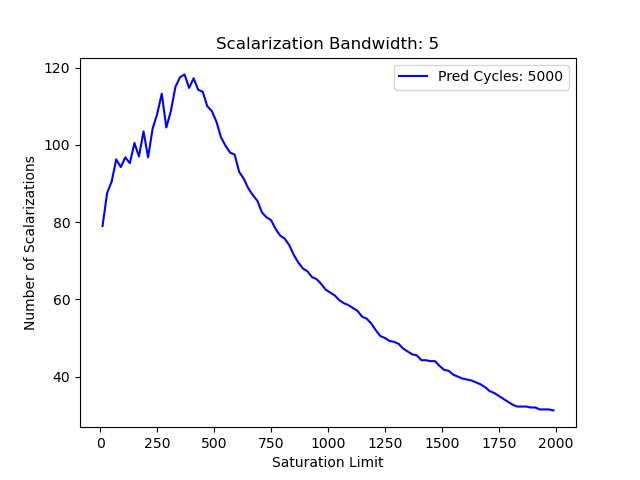 Scalarization Bandwidth: 5
Pred Cycles: 5000
Number of Scalarizations
120
100
80
60
40
0 250 500 750 1000 1250 1500 1750 2000
Saturation Limit